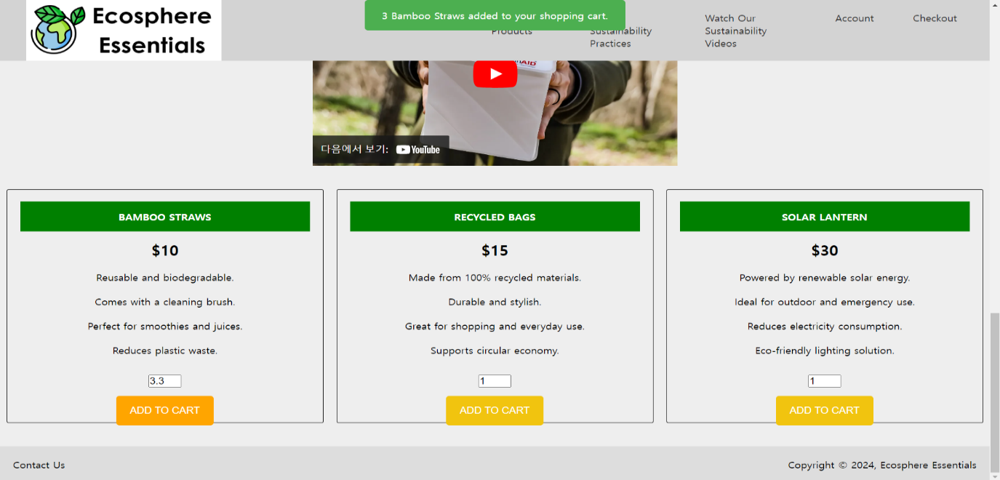 Ecosphere
Essentials
3 Bamboo Straws added to your shopping cart.
Products
Sustainability
Practices
Watch Our
Sustainability
Videos
Account
Checkout
다음에서 보기: YouTube
BAMBOO STRAWS
$10
Reusable and biodegradable.
Comes with a cleaning brush.
Perfect for smoothies and juices.
Reduces plastic waste.
3.3
ADD TO CART
RECYCLED BAGS
$15
Made from 100% recycled materials.
Durable and stylish.
Great for shopping and everyday use.
Supports circular economy.
1
ADD TO CART
SOLAR LANTERN
$30
Powered by renewable solar energy.
Ideal for outdoor and emergency use.
Reduces electricity consumption.
Eco-friendly lighting solution.
1
ADD TO CART
Contact Us
Copyright © 2024, Ecosphere Essentials